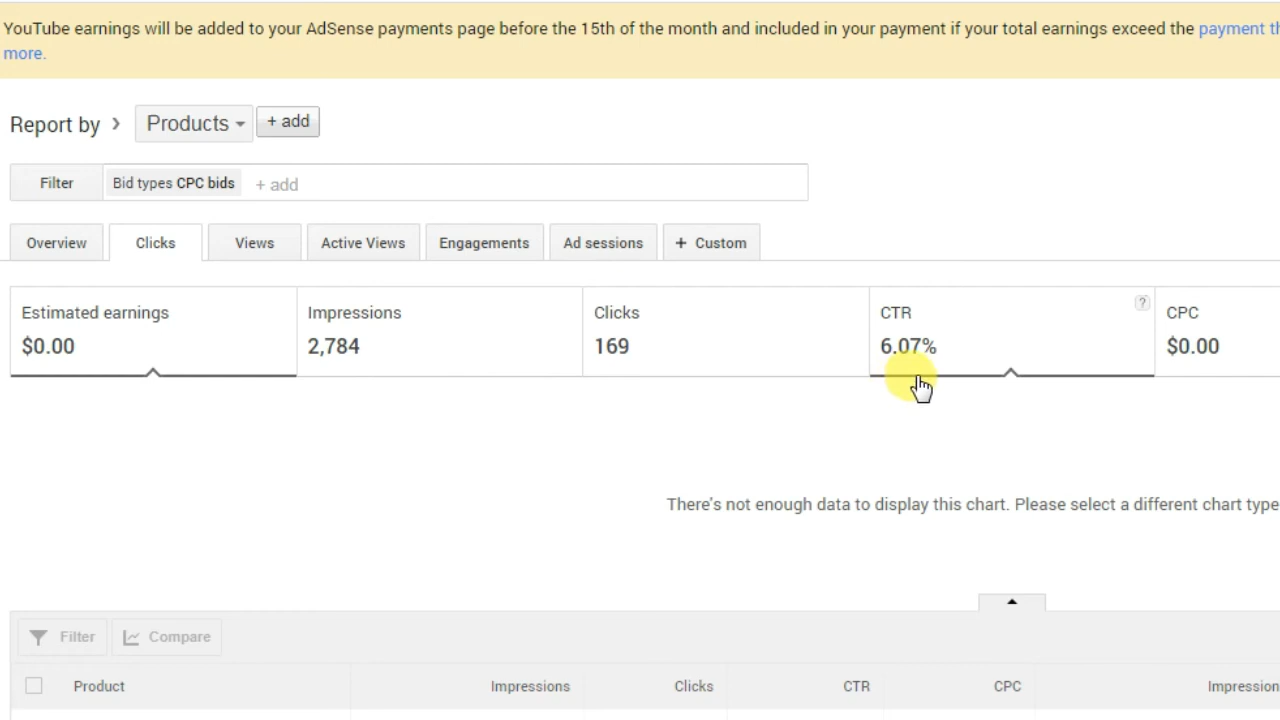 YouTube earnings will be added to your AdSense payments page before the 15th of the month and included in your payment if your total earnings exceed the payment
more.
Report by › Products + add
Filter Bid types CPC bids + add
Overview Clicks Views Active Views Engagements Ad sessions + Custom
Estimated earnings Impressions Clicks CTR ? CPC
$0.00 2,784 169 6.07% $0.00
There's not enough data to display this chart. Please select a different chart type
Filter Compare
Product Impressions Clicks CTR CPC Impression